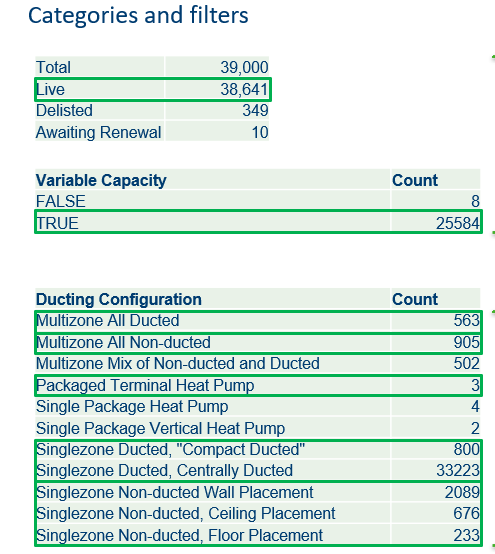 Categories and filters
Total 39,000
Live 38,641
Delisted 349
Awaiting Renewal 10
Variable Capacity Count
FALSE 8
TRUE 25584
Ducting Configuration Count
Multizone All Ducted 563
Multizone All Non-ducted 905
Multizone Mix of Non-ducted and Ducted 502
Packaged Terminal Heat Pump 3
Single Package Heat Pump 4
Single Package Vertical Heat Pump 2
Singlezone Ducted, "Compact Ducted" 800
Singlezone Ducted, Centrally Ducted 33223
Singlezone Non-ducted Wall Placement 2089
Singlezone Non-ducted, Ceiling Placement 676
Singlezone Non-ducted, Floor Placement 233